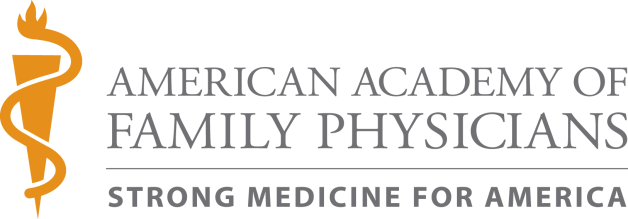 AMERICAN ACADEMY OF
FAMILY PHYSICIANS
STRONG MEDICINE FOR AMERICA